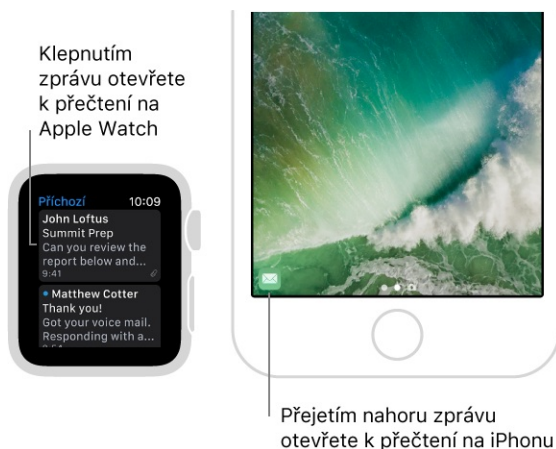 Klepnutím
zprávu otevřete
k přečtení na
Apple Watch
Příchozí 10:09
John Loftus
Summit Prep
Can you review the
report below and...
9:41
Matthew Cotter
Thank you!
Got your voice mail.
Responding with a...
Přejetím nahoru zprávu
otevřete k přečtení na iPhonu